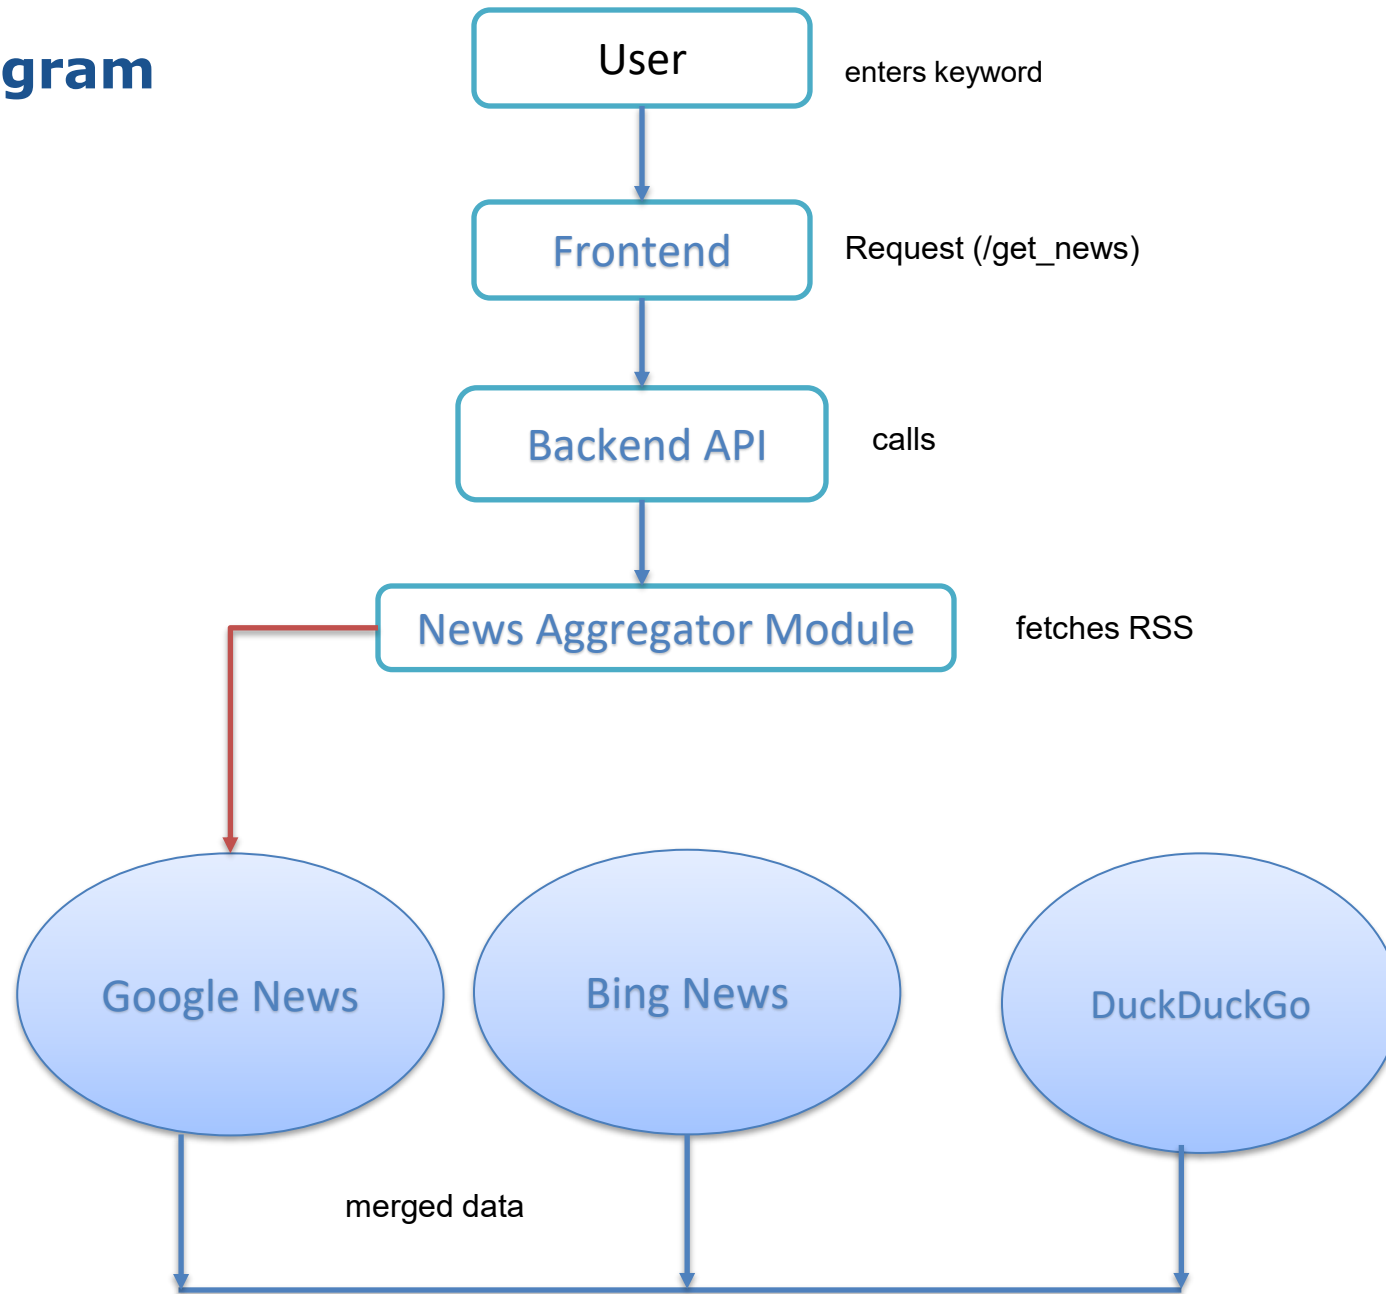 gram
User
enters keyword
Frontend
Request (/get_news)
Backend API
calls
News Aggregator Module
fetches RSS
Google News
Bing News
DuckDuckGo
merged data